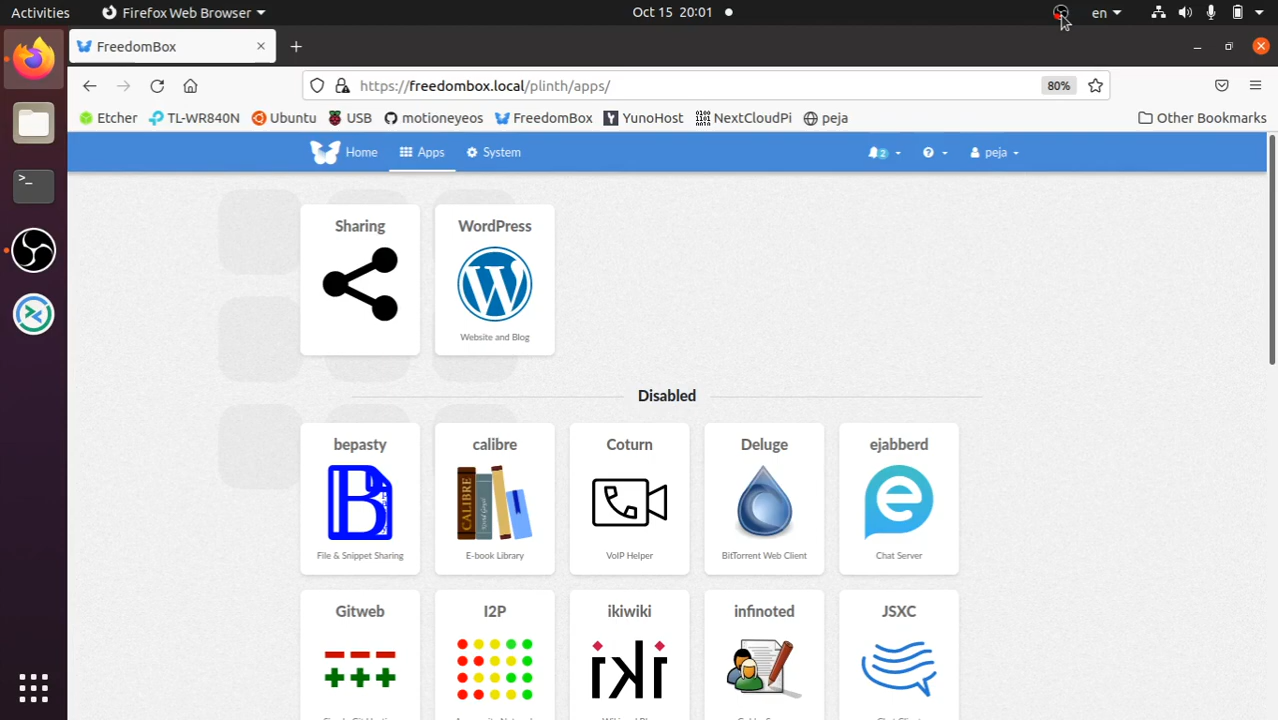 Activities
Firefox Web Browser
Oct 15 20:01
en
FreedomBox
https://freedombox.local/plinth/apps/
80%
Etcher
TL-WR840N
Ubuntu
USB
motioneyeos
FreedomBox
YunoHost
NextCloudPi
peja
Other Bookmarks
Home
Apps
System
2
peja
Sharing
WordPress
Website and Blog
Disabled
bepasty
calibre
Coturn
Deluge
ejabberd
File & Snippet Sharing
E-book Library
VoIP Helper
BitTorrent Web Client
Chat Server
Gitweb
I2P
ikiwiki
infinoted
JSXC